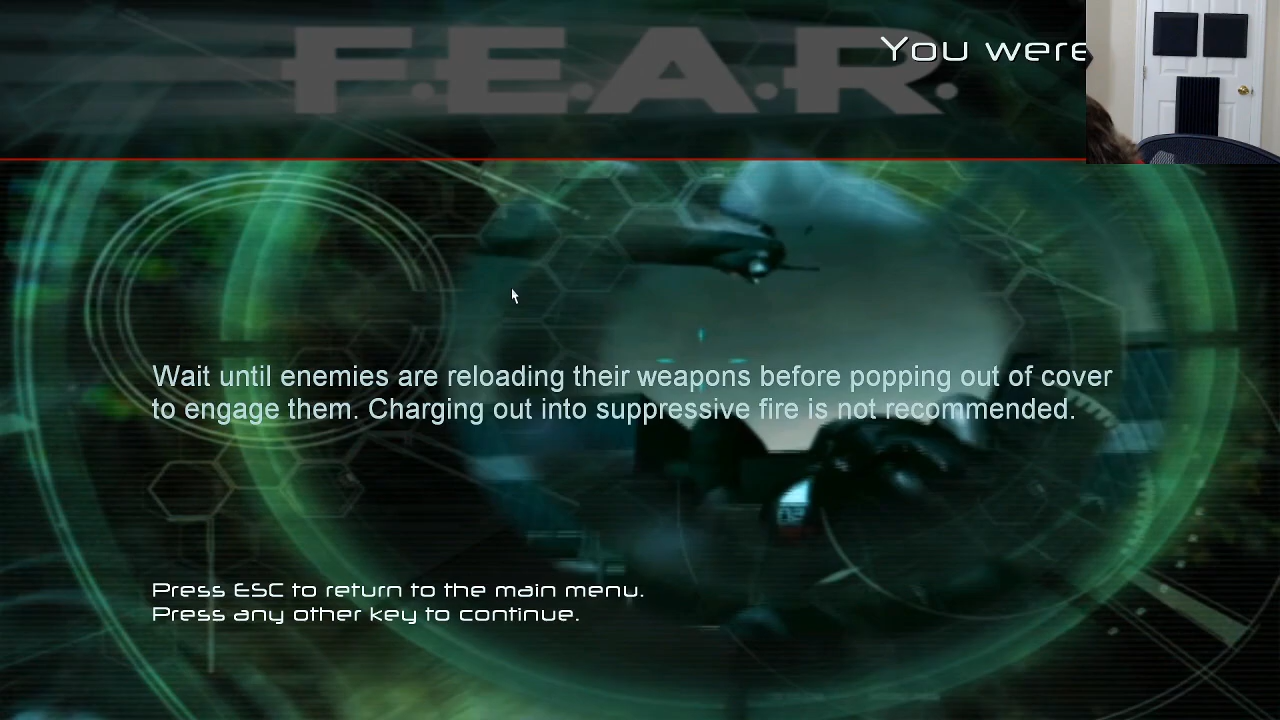 F.E.A.R.
You were
Wait until enemies are reloading their weapons before popping out of cover
to engage them. Charging out into suppressive fire is not recommended.
Press ESC to return to the main menu.
Press any other key to continue.